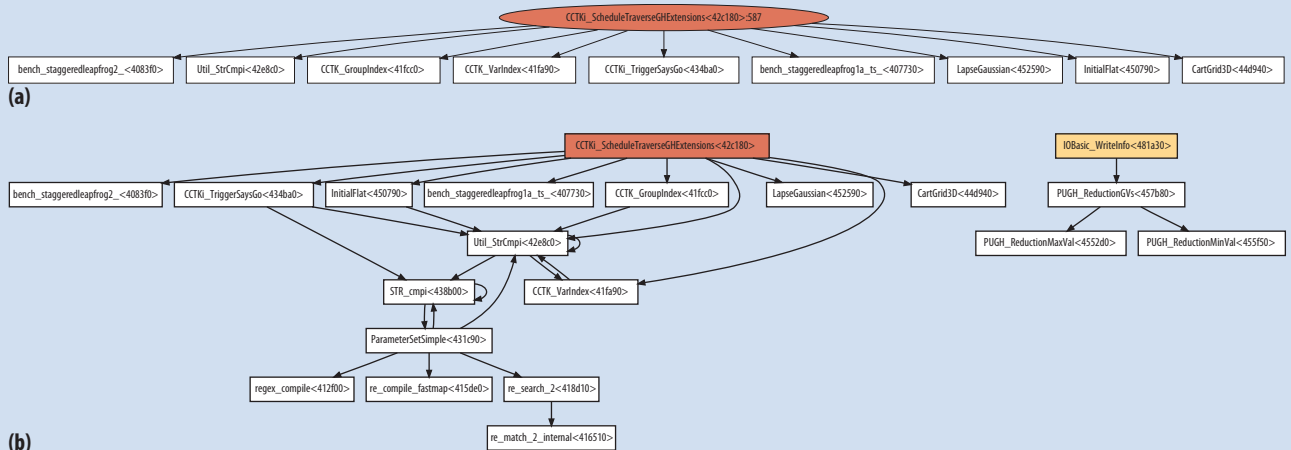 CCTKi_ScheduleTraverseGHExtensions<42c180>:587
bench_staggeredleapfrog2_<4083f0>
Util_StrCmpi<42e8c0>
CCTK_GroupIndex<41fcc0>
CCTK_VarIndex<41fa90>
CCTKi_TriggerSaysGo<434ba0>
bench_staggeredleapfrog1a_ts_<407730>
LapseGaussian<452590>
InitialFlat<450790>
CartGrid3D<44d940>
(a)
CCTKi_ScheduleTraverseGHExtensions<42c180>
IOBasic_WriteInfo<481a30>
bench_staggeredleapfrog2_<4083f0>
CCTKi_TriggerSaysGo<434ba0>
InitialFlat<450790>
bench_staggeredleapfrog1a_ts_<407730>
CCTK_GroupIndex<41fcc0>
LapseGaussian<452590>
CartGrid3D<44d940>
PUGH_ReductionGVs<457b80>
Util_StrCmpi<42e8c0>
PUGH_ReductionMaxVal<4552d0>
PUGH_ReductionMinVal<455f50>
STR_cmpi<438b00>
CCTK_VarIndex<41fa90>
ParameterSetSimple<431c90>
regex_compile<412f00>
re_compile_fastmap<415de0>
re_search_2<418d10>
re_match_2_internal<416510>
(b)